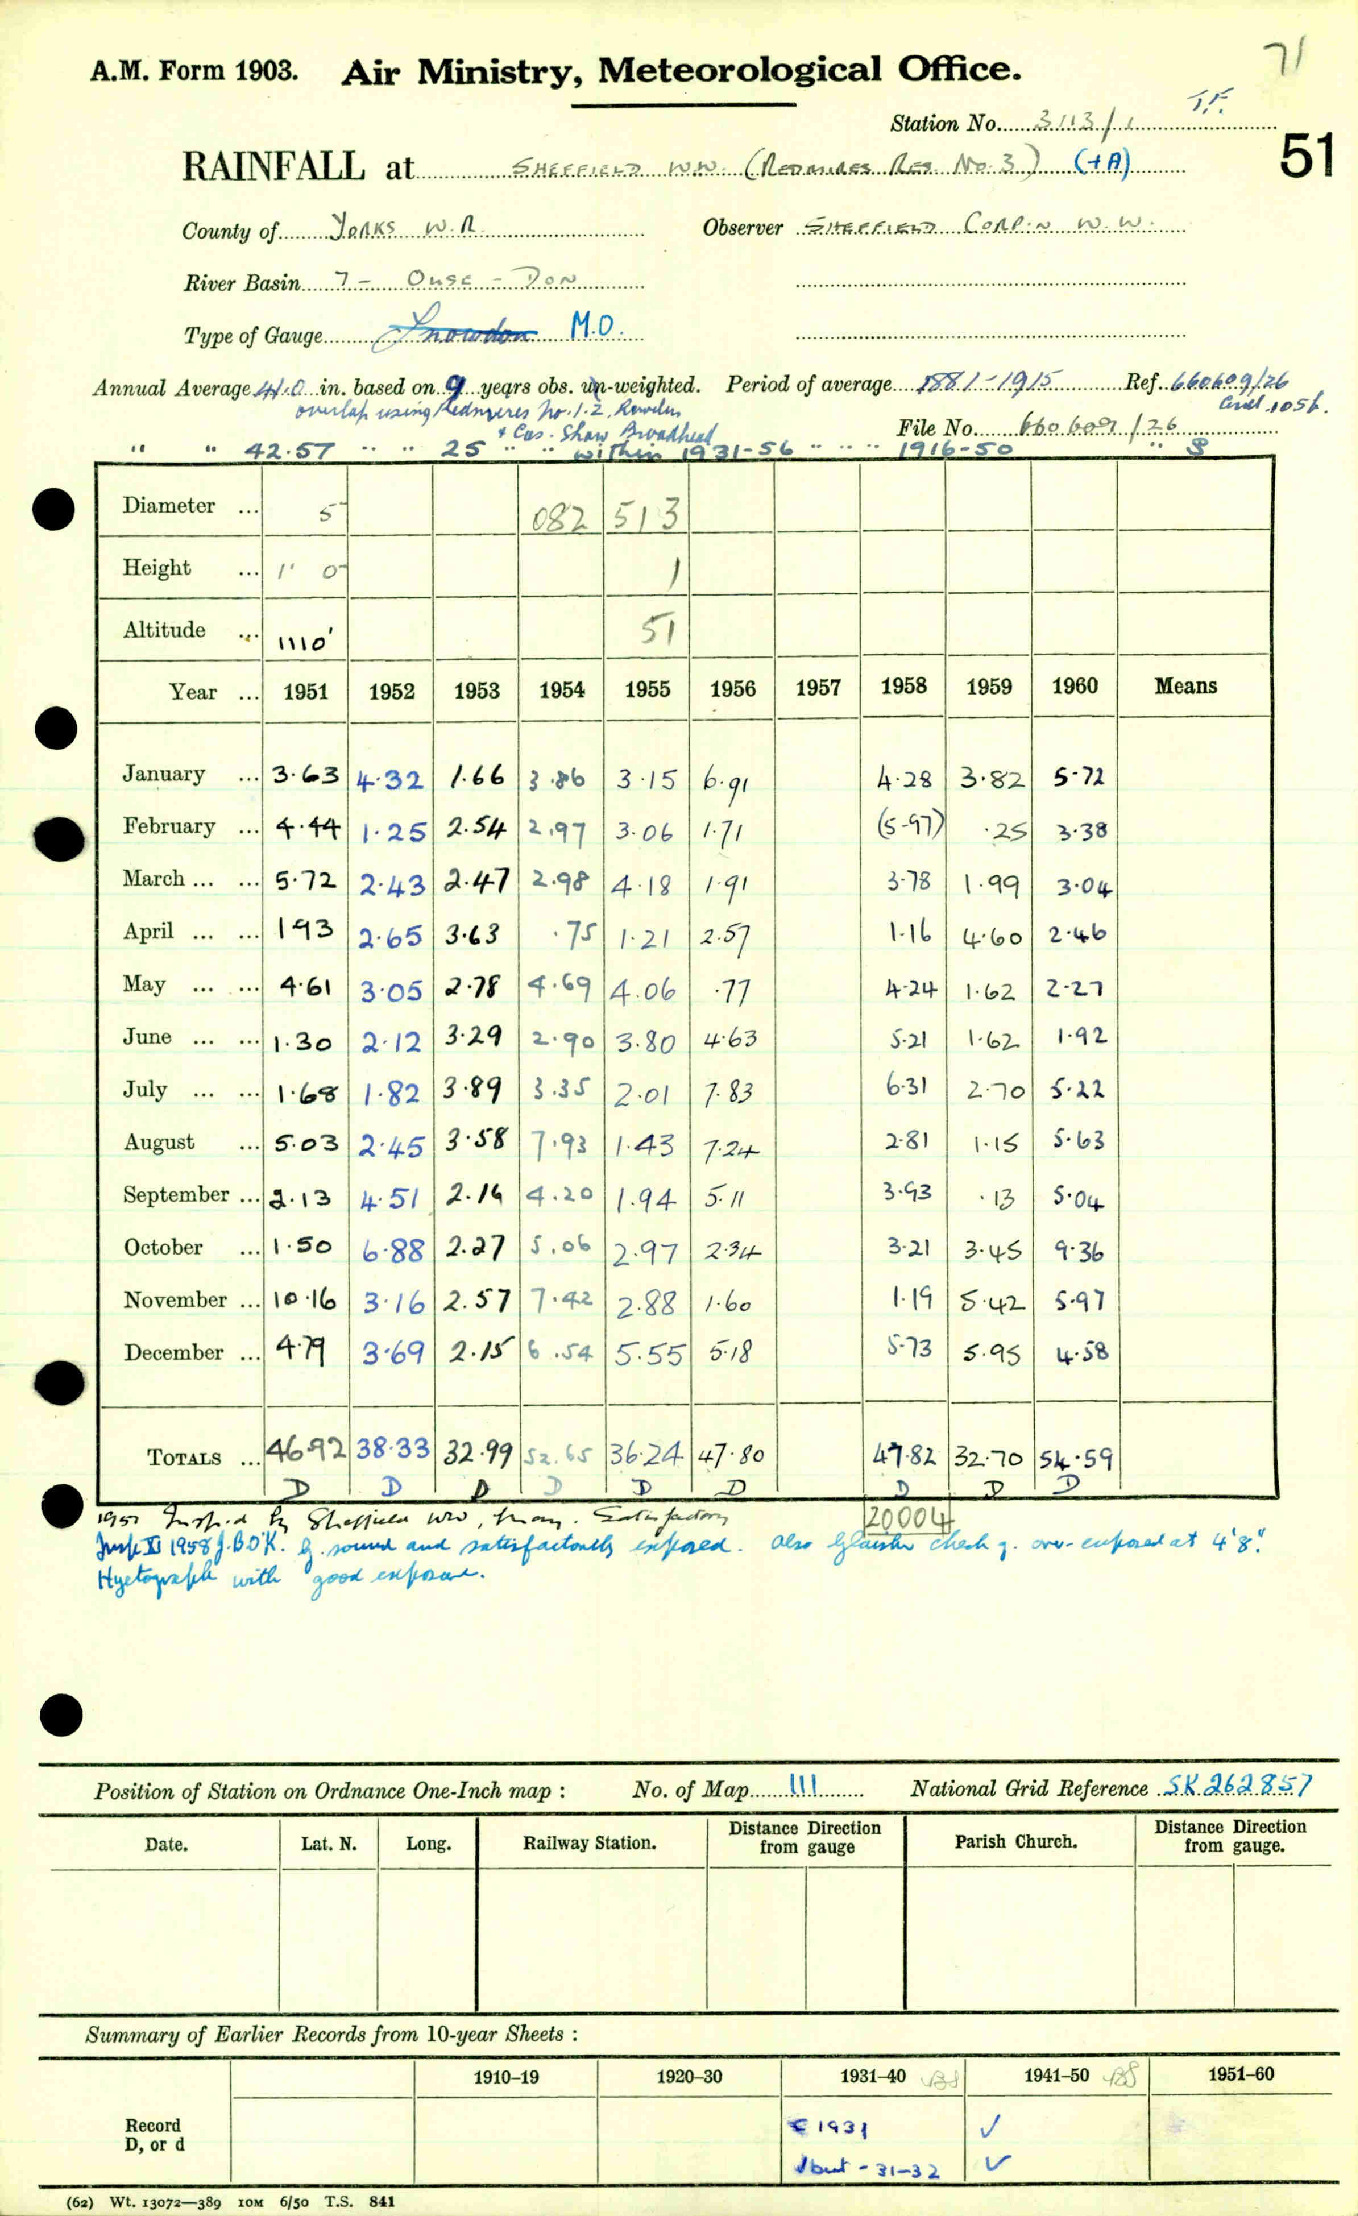 71
A.M. Form 1903. Air Ministry, Meteorological Office.
Station No. 3113/1 T.F.
51
RAINFALL at SHEFFIELD W.W. (REDMIRES RES. No. 3) (+A)
County of YORKS W.R. Observer SHEFFIELD CORP'N W.W.
River Basin 7 - OUSE - DON
Type of Gauge Snowdon M.O.
Annual Average 41.0 in. based on 9 years obs. un-weighted. Period of average 1881-1915 Ref. 660609/26
overlap using Redmires No. 1. 2, 1056.
+ Shaw Broadhead File No. 660609/26
" " 42.57 " " 25 " " within 1931-56 " " " 1916-50 " S
Diameter ... 5 082 513
Height ... 1' 0 1
Altitude ... 1110' 51
Year ... 1951 1952 1953 1954 1955 1956 1957 1958 1959 1960 Means
January ... 3.63 4.32 1.66 3.86 3.15 6.91 4.28 3.82 5.72
February ... 4.44 1.25 2.54 2.97 3.06 1.71 (5.97) .25 3.38
March ... ... 5.72 2.43 2.47 2.98 4.18 1.91 3.78 1.99 3.04
April ... ... 1.93 2.65 3.63 .75 1.21 2.57 1.16 4.60 2.46
May ... ... 4.61 3.05 2.78 4.69 4.06 .77 4.24 1.62 2.27
June ... ... 1.30 2.12 3.29 2.90 3.80 4.63 5.21 1.62 1.92
July ... ... 1.68 1.82 3.89 3.35 2.01 7.83 6.31 2.70 5.22
August ... 5.03 2.45 3.58 7.93 1.43 7.24 2.81 1.15 5.63
September ... 2.13 4.51 2.16 4.20 1.94 5.11 3.93 .13 5.04
October ... 1.50 6.88 2.27 5.06 2.97 2.34 3.21 3.45 9.36
November ... 10.16 3.16 2.57 7.42 2.88 1.60 1.19 5.42 5.97
December ... 4.79 3.69 2.15 6.54 5.55 5.18 5.73 5.95 4.58
TOTALS ... 46.92 38.33 32.99 52.65 36.24 47.80 47.82 32.70 54.59
D D D D D D D D D
1951 Insp'd by Sheffield WW, May. Satisfactory 20004
Insp. XI 1958 J.BO'K. g. sound and satisfactorily exposed. also Glaisher check g. over-exposed at 4'8".
Hyetograph with good exposure.
Position of Station on Ordnance One-Inch map : No. of Map 111 National Grid Reference SK 262857
Date. Lat. N. Long. Railway Station. Distance Direction from gauge Parish Church. Distance Direction from gauge.
Summary of Earlier Records from 10-year Sheets :
1910–19 1920–30 1931–40 1941–50 1951–60
Record D, or d
1931 ✓
but - 31-32 ✓
(62) Wt. 13072—389 10M 6/50 T.S. 841